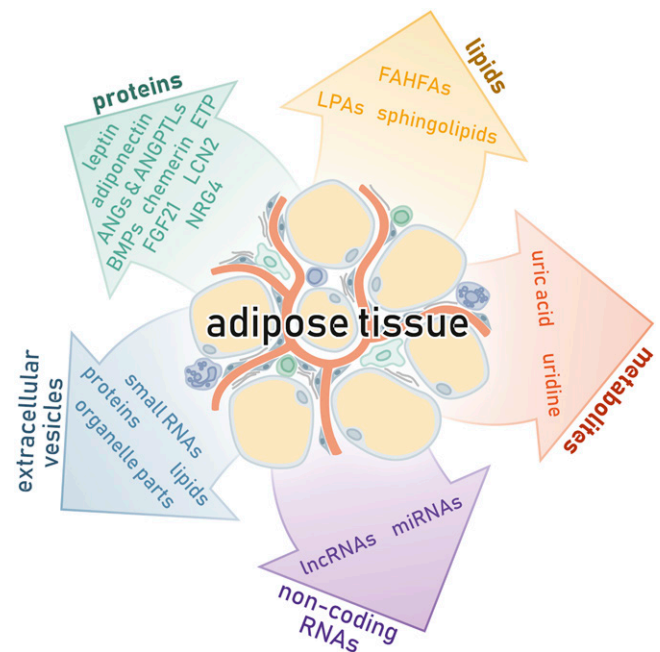 proteins
leptin
adiponectin
ANGs & ANGPTLs
BMPs chemerin ETP
FGF21 LCN2
NRG4
lipids
FAHFAs
LPAs sphingolipids
adipose tissue
uric acid
uridine
metabolites
extracellular
vesicles
small RNAs
proteins
lipids
organelle parts
lncRNAs miRNAs
non-coding
RNAs